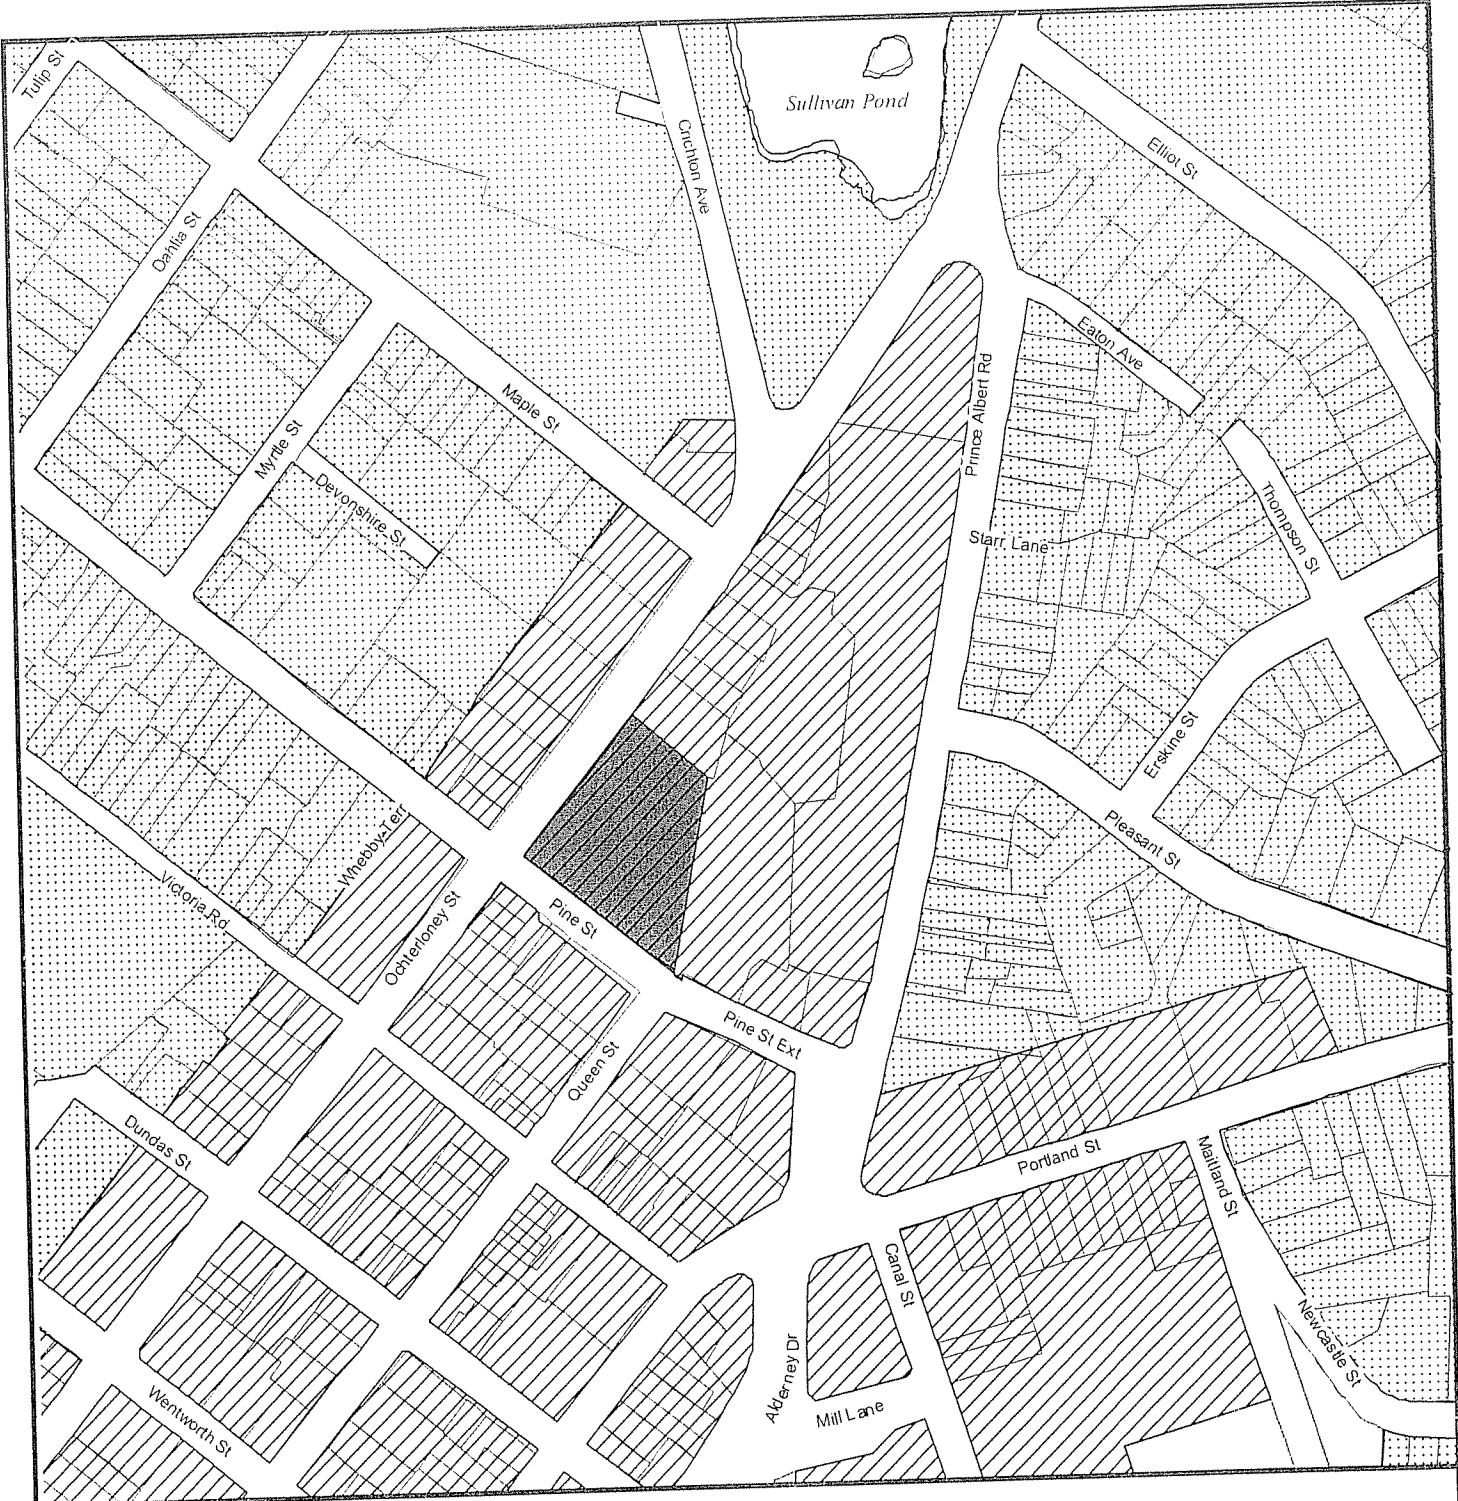 Tulip St
Sullivan Pond
Crichton Ave
Elliot St
Dahlia St
Eaton Ave
Prince Albert Rd
Maple St
Myrtle St
Devonshire St
Thompson St
Starr Lane
Erskine St
Whebby Terr
Pleasant St
Victoria Rd
Ochterloney St
Pine St
Pine St Ext
Queen St
Dundas St
Portland St
Maitland St
Canal St
Newcastle St
Alderney Dr
Mill Lane
Wentworth St